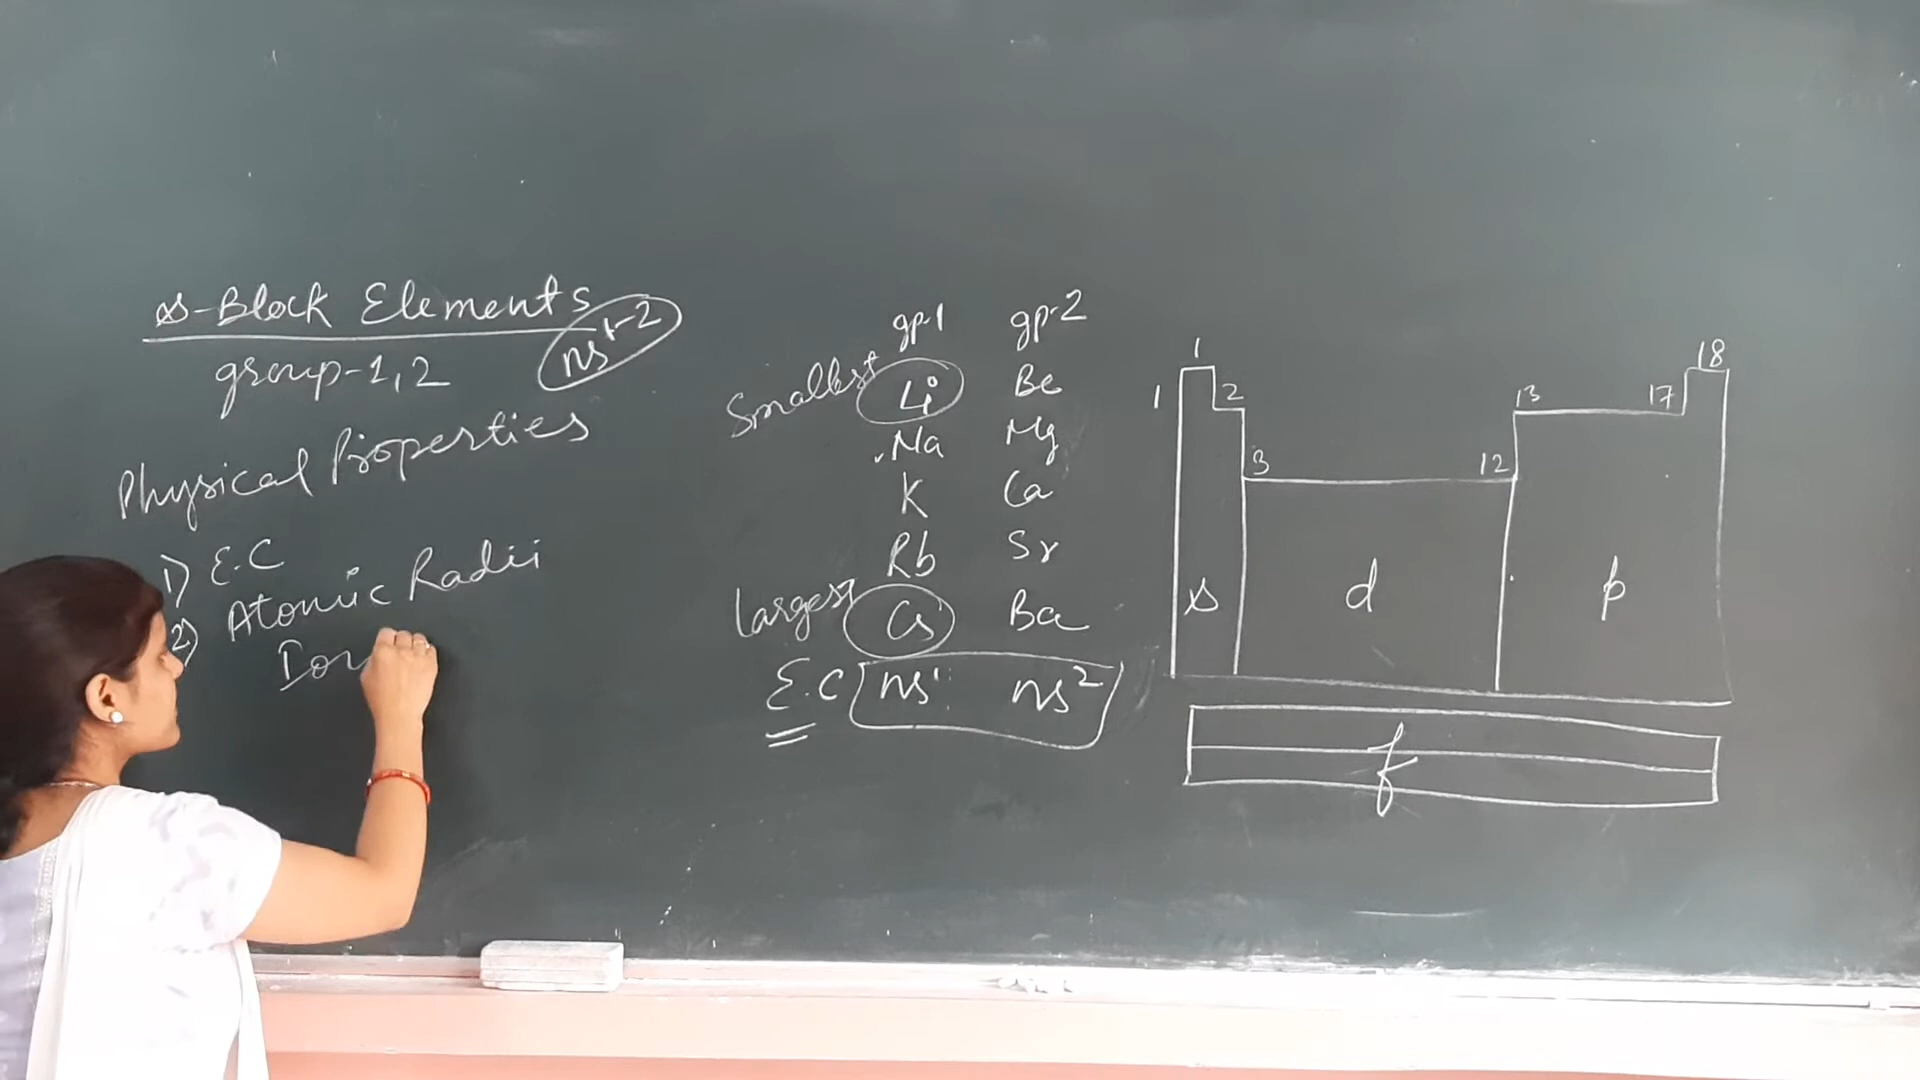 s-Block Elements
group-1,2
ns¹⁻²
Physical Properties
1) E.C
2) Atomic Radii
Ion
gp-1 gp-2
Smallest Li Be
Na Mg
K Ca
Rb Sr
largest Cs Ba
E.C ns¹ ns²
1 18
1 2 13 17
3 12
s d p
f